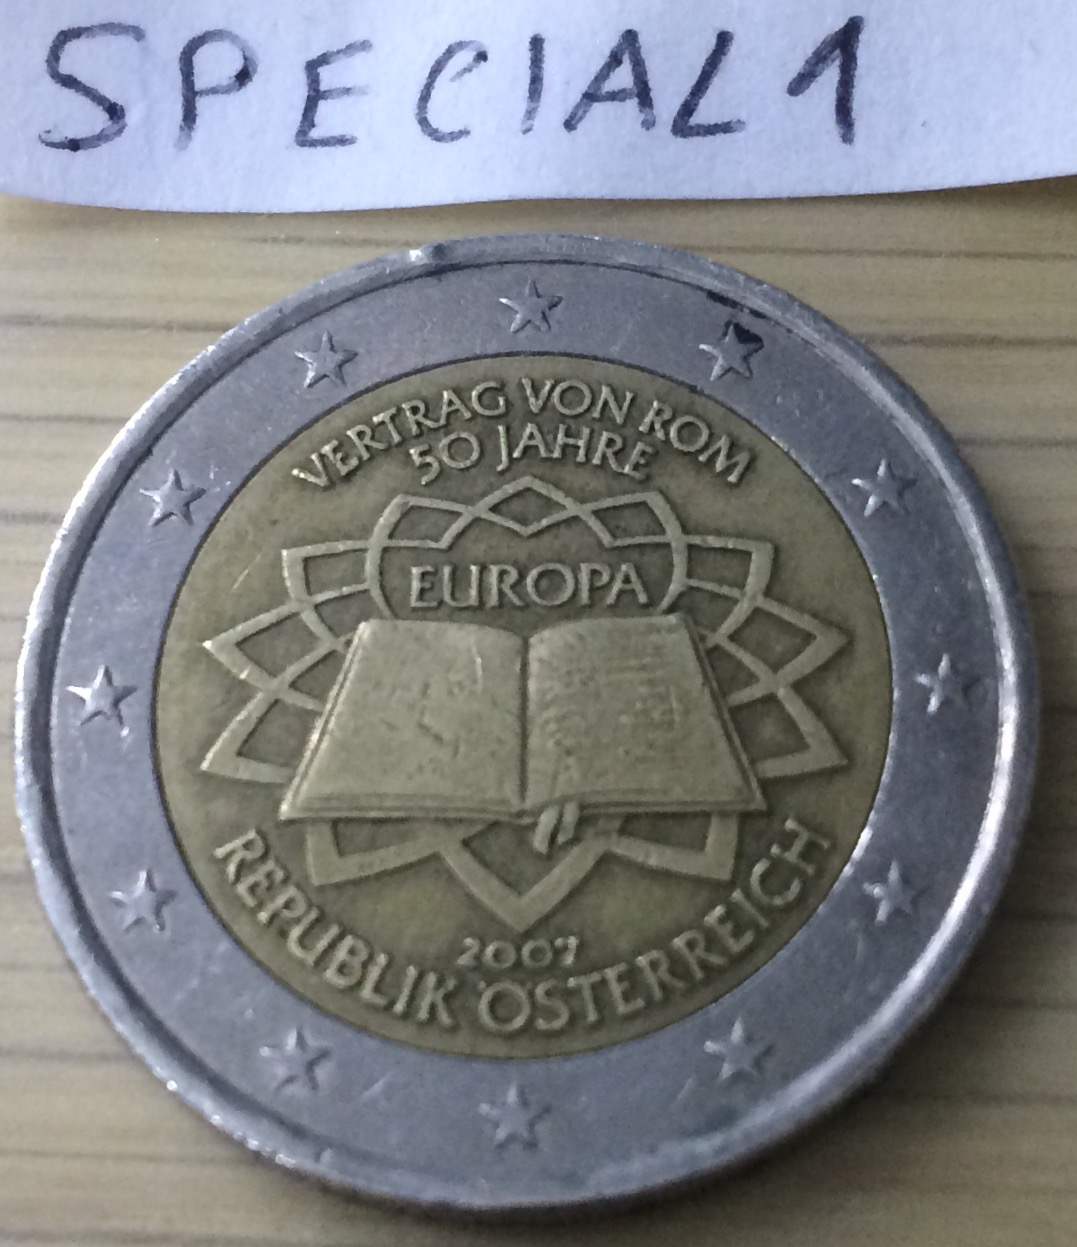 SPECIAL1
VERTRAG VON ROM
50 JAHRE
EUROPA
2007
REPUBLIK ÖSTERREICH